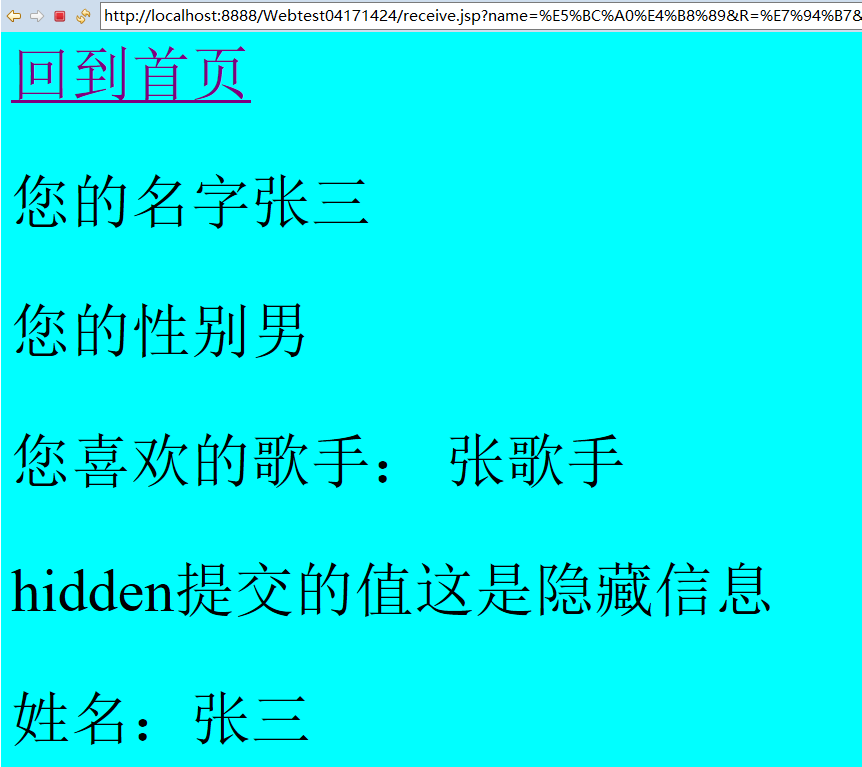 http://localhost:8888/Webtest04171424/receive.jsp?name=%E5%BC%A0%E4%B8%89&R=%E7%94%B7&
回到首页
您的名字张三
您的性别男
您喜欢的歌手： 张歌手
hidden提交的值这是隐藏信息
姓名：张三